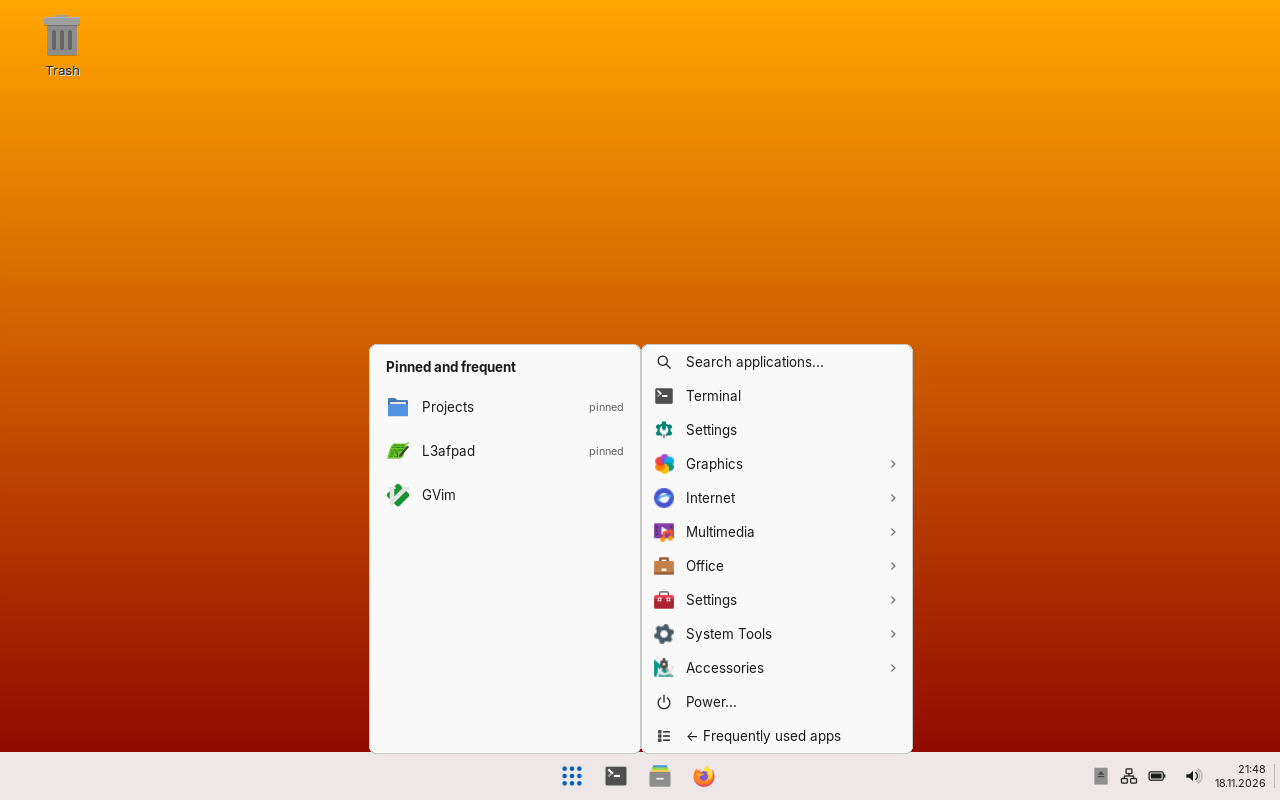 Trash
Pinned and frequent
Projects pinned
L3afpad pinned
GVim
Search applications...
Terminal
Settings
Graphics
Internet
Multimedia
Office
Settings
System Tools
Accessories
Power...
← Frequently used apps
21:48
18.11.2026